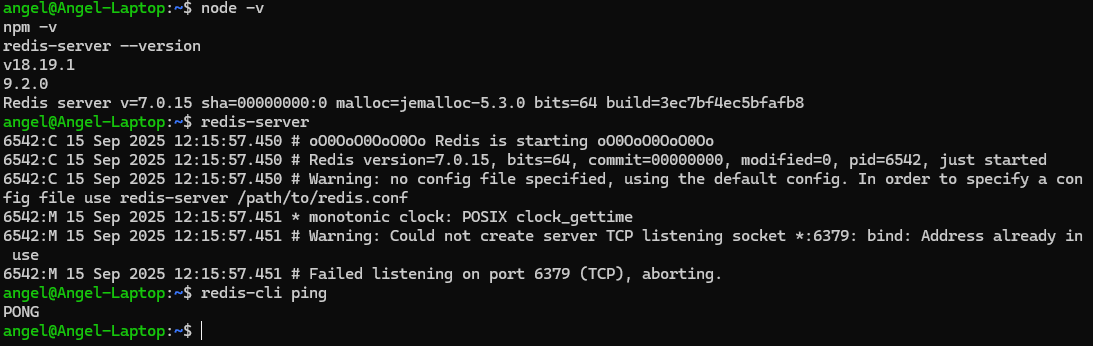 angel@Angel-Laptop:~$ node -v
npm -v
redis-server --version
v18.19.1
9.2.0
Redis server v=7.0.15 sha=00000000:0 malloc=jemalloc-5.3.0 bits=64 build=3ec7bf4ec5bfafb8
angel@Angel-Laptop:~$ redis-server
6542:C 15 Sep 2025 12:15:57.450 # oO0OoO0OoO0Oo Redis is starting oO0OoO0OoO0Oo
6542:C 15 Sep 2025 12:15:57.450 # Redis version=7.0.15, bits=64, commit=00000000, modified=0, pid=6542, just started
6542:C 15 Sep 2025 12:15:57.450 # Warning: no config file specified, using the default config. In order to specify a con
fig file use redis-server /path/to/redis.conf
6542:M 15 Sep 2025 12:15:57.451 * monotonic clock: POSIX clock_gettime
6542:M 15 Sep 2025 12:15:57.451 # Warning: Could not create server TCP listening socket *:6379: bind: Address already in
 use
6542:M 15 Sep 2025 12:15:57.451 # Failed listening on port 6379 (TCP), aborting.
angel@Angel-Laptop:~$ redis-cli ping
PONG
angel@Angel-Laptop:~$